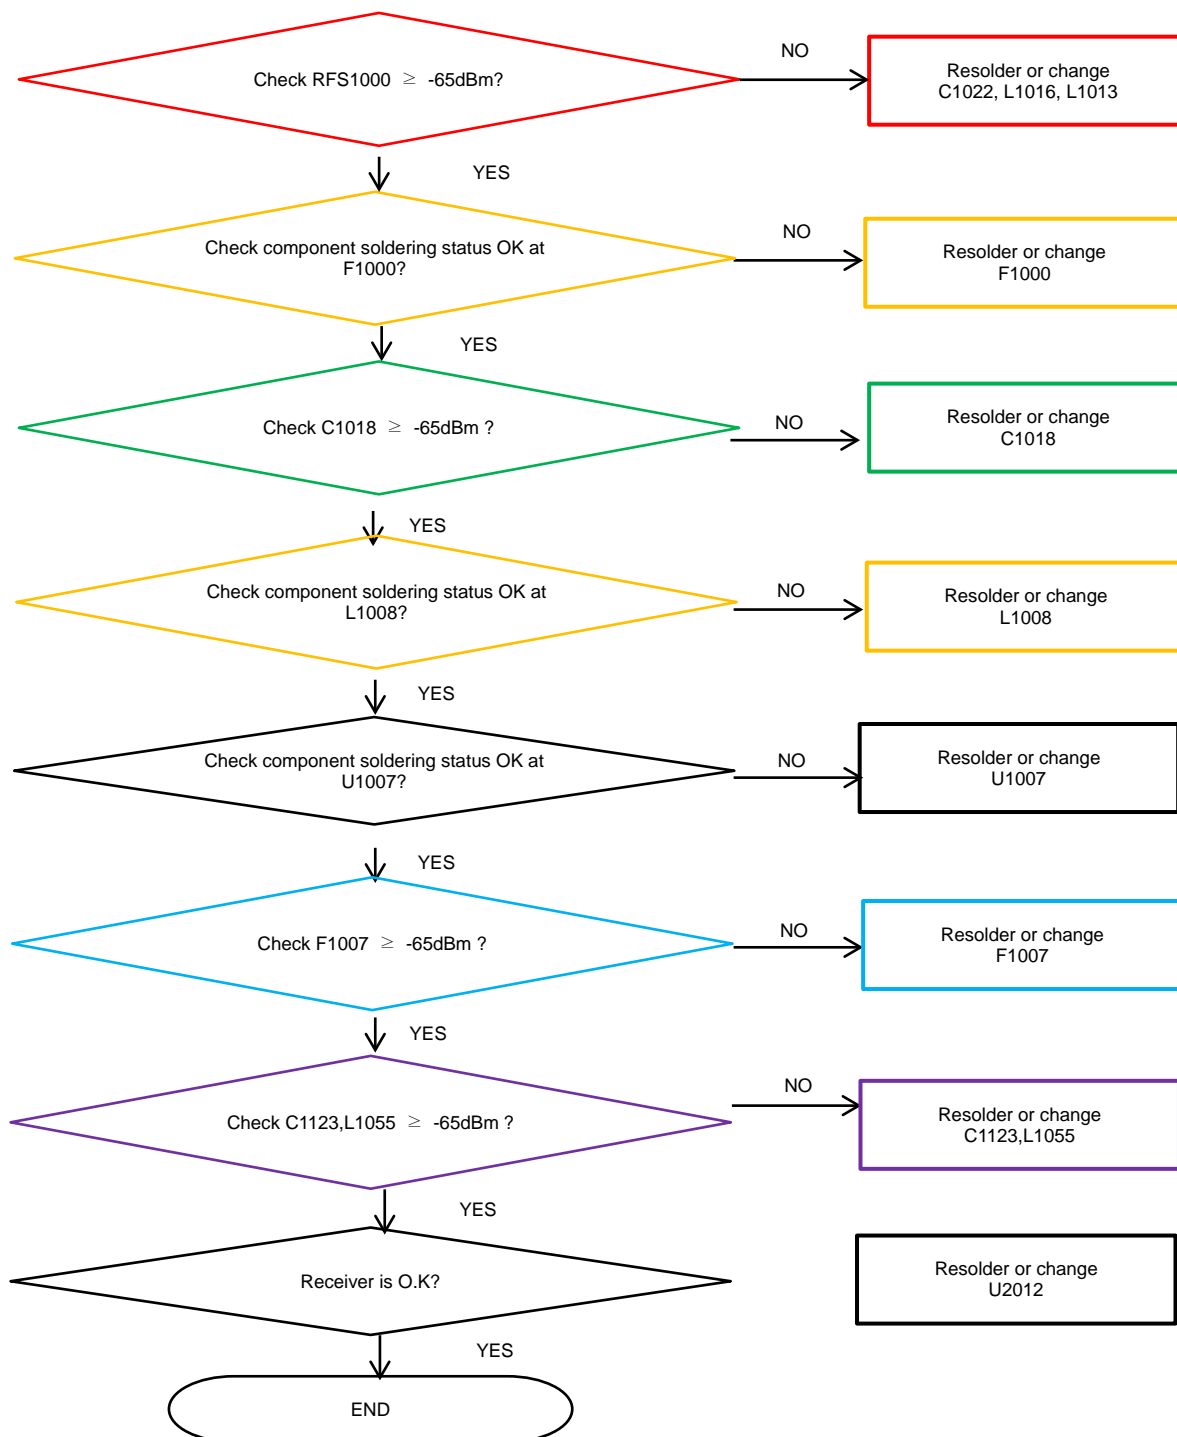 Check RFS1000 ≥ -65dBm?
NO
Resolder or change
C1022, L1016, L1013
YES
Check component soldering status OK at
F1000?
NO
Resolder or change
F1000
YES
Check C1018 ≥ -65dBm ?
NO
Resolder or change
C1018
YES
Check component soldering status OK at
L1008?
NO
Resolder or change
L1008
YES
Check component soldering status OK at
U1007?
NO
Resolder or change
U1007
YES
Check F1007 ≥ -65dBm ?
NO
Resolder or change
F1007
YES
Check C1123,L1055 ≥ -65dBm ?
NO
Resolder or change
C1123,L1055
YES
Receiver is O.K?
Resolder or change
U2012
YES
END